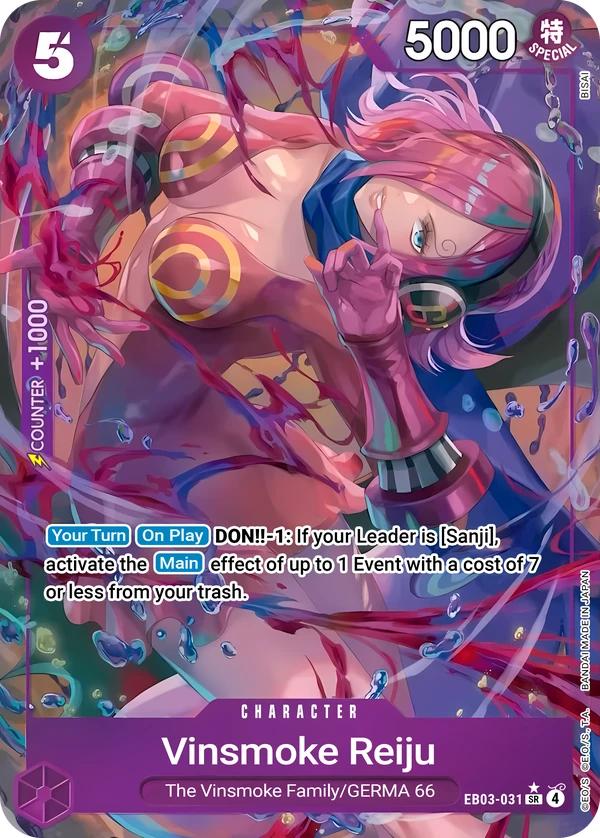 5
5000
特
SPECIAL
BISAI
COUNTER +1000
Your Turn On Play DON!!-1: If your Leader is [Sanji],
activate the Main effect of up to 1 Event with a cost of 7
or less from your trash.
CHARACTER
Vinsmoke Reiju
The Vinsmoke Family/GERMA 66
EB03-031 SR 4
©E.O/S ©E.O./S.,T.A. BANDAI MADE IN JAPAN